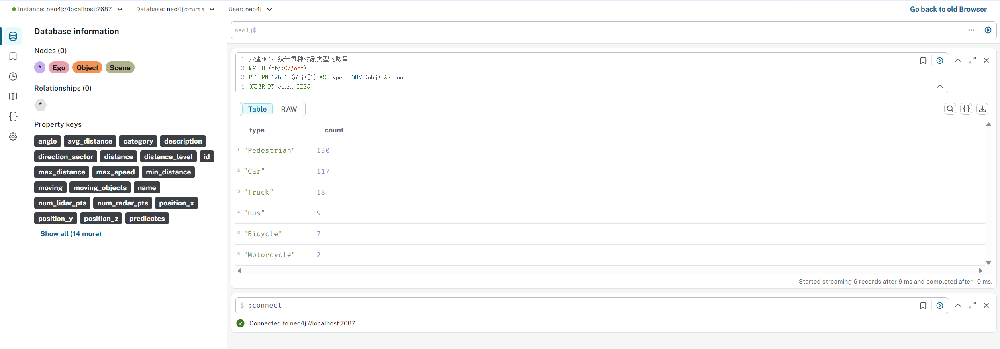 Instance: neo4j://localhost:7687 Database: neo4j CYPHER 5 User: neo4j Go back to old Browser
Database information
Nodes (0)
* Ego Object Scene
Relationships (0)
*
Property keys
angle avg_distance category description
direction_sector distance distance_level id
max_distance max_speed min_distance
moving moving_objects name
num_lidar_pts num_radar_pts position_x
position_y position_z predicates
Show all (14 more)
neo4j$
1 //查询1：统计每种对象类型的数量
2 MATCH (obj:Object)
3 RETURN labels(obj)[1] AS type, COUNT(obj) AS count
4 ORDER BY count DESC
Table RAW
type count
1 "Pedestrian" 130
2 "Car" 117
3 "Truck" 18
4 "Bus" 9
5 "Bicycle" 7
6 "Motorcycle" 2
Started streaming 6 records after 9 ms and completed after 10 ms.
$ :connect
Connected to neo4j://localhost:7687